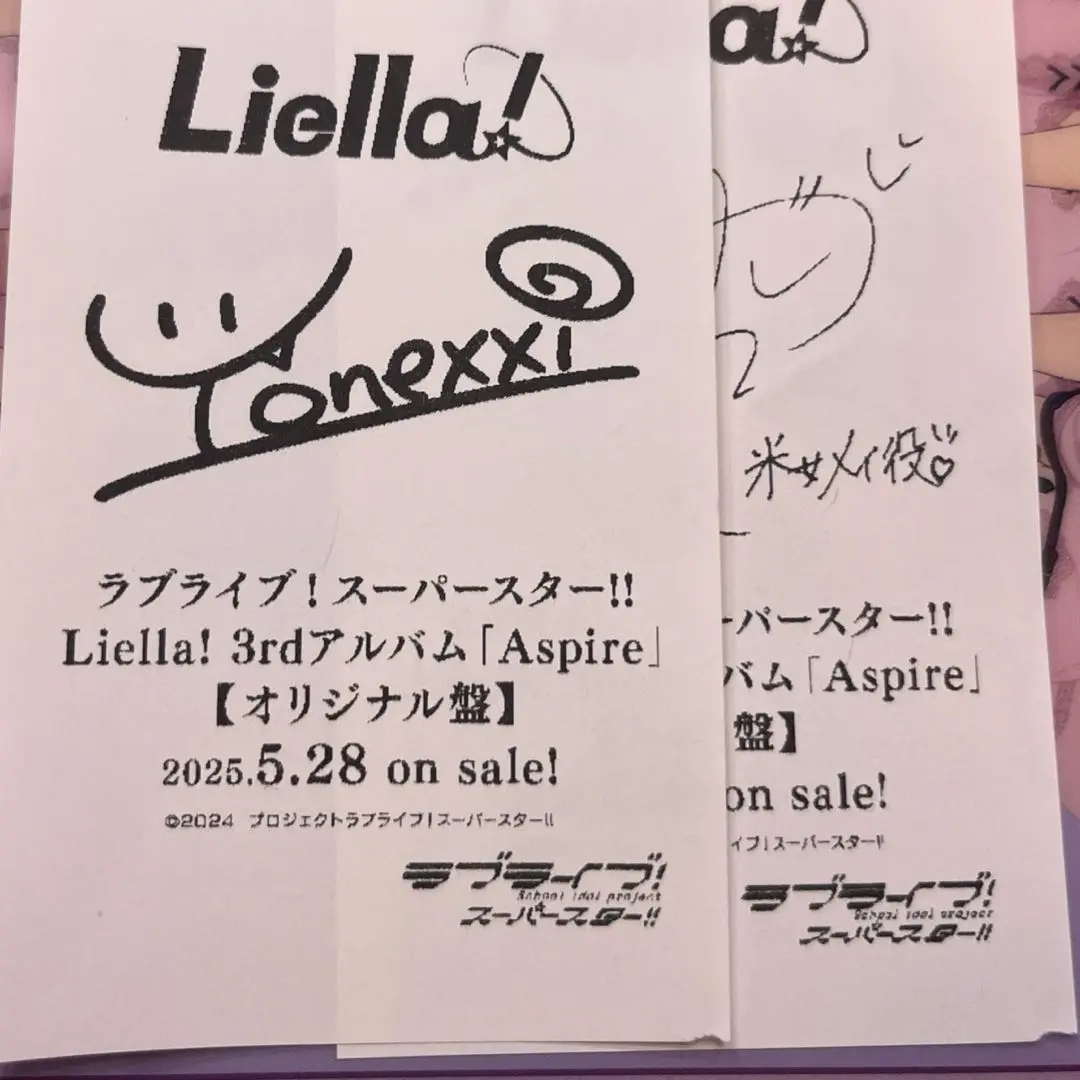 Liella!
Tonexxi
ラブライブ！スーパースター!!
Liella! 3rdアルバム「Aspire」
【オリジナル盤】
2025.5.28 on sale!
©2024 プロジェクトラブライブ！スーパースター!!
ラブライブ!
School idol project
スーパースター!!
a!
米女メイ役
ーパースター!!
バム「Aspire」
盤】
on sale!
イブ！スーパースター!!
ラブライブ!
School idol project
スーパースター!!